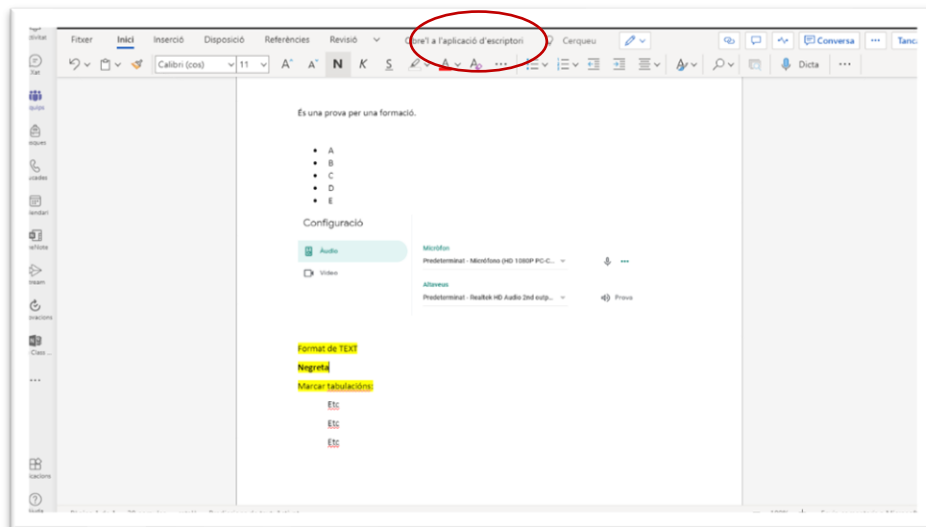 Fitxer Inici Inserció Disposició Referències Revisió Obre'l a l'aplicació d'escriptori Cerqueu Conversa Tanca
Xat
Calibri (cos) 11 A A N K S A A Dicta
És una prova per una formació.
A
B
C
D
E
Configuració
Àudio
Vídeo
Micròfon
Predeterminat - Micrófono (HD 1080P PC-C...
Altaveus
Predeterminat - Realtek HD Audio 2nd outp...
Prova
Format de TEXT
Negreta
Marcar tabulacións:
Etc
Etc
Etc